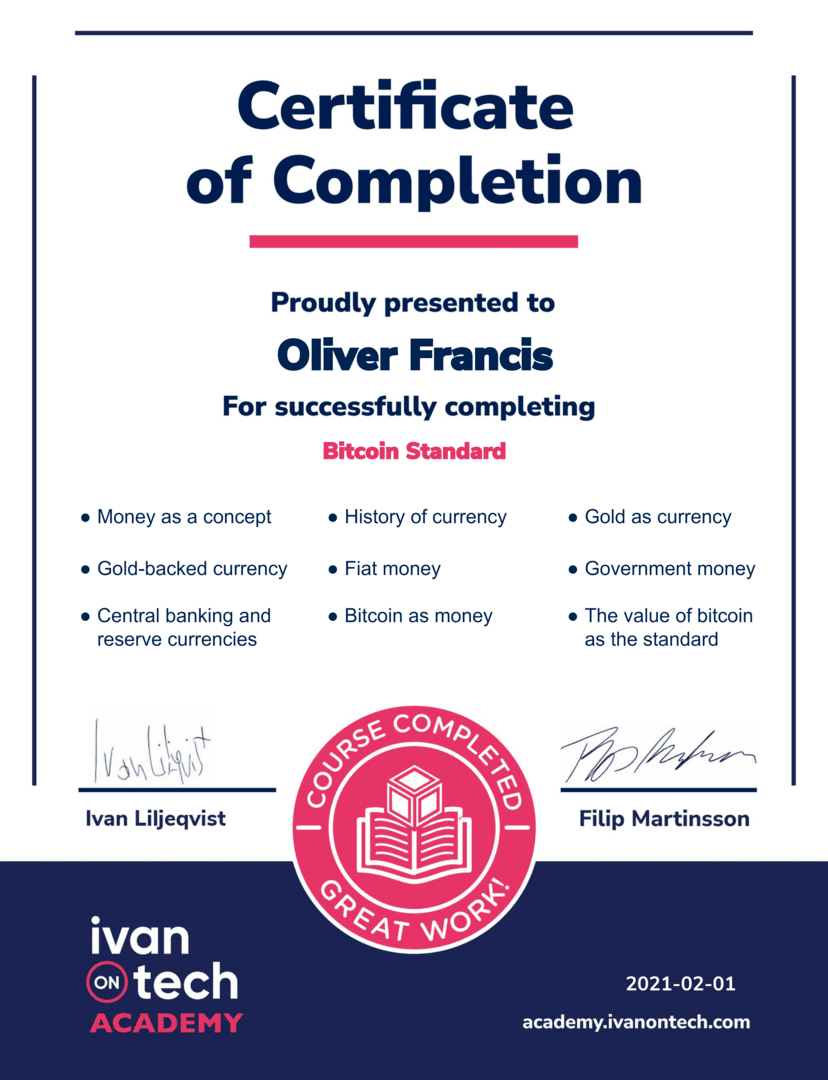 Certificate
of Completion
Proudly presented to
Oliver Francis
For successfully completing
Bitcoin Standard
● Money as a concept
● History of currency
● Gold as currency
● Gold-backed currency
● Fiat money
● Government money
● Central banking and
reserve currencies
● Bitcoin as money
● The value of bitcoin
as the standard
Ivan Liljeqvist
Ivan Liljeqvist
Filip Martinsson
COURSE COMPLETED
GREAT WORK!
ivan
ON tech
ACADEMY
2021-02-01
academy.ivanontech.com